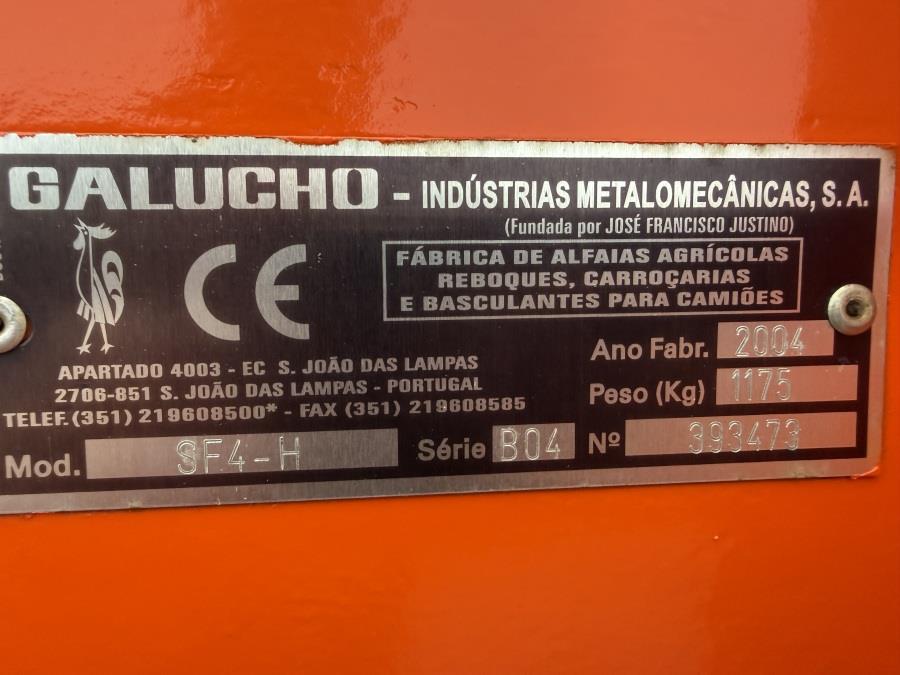 GALUCHO - INDÚSTRIAS METALOMECÂNICAS, S.A.
(Fundada por JOSÉ FRANCISCO JUSTINO)
CE
FÁBRICA DE ALFAIAS AGRÍCOLAS
REBOQUES, CARROÇARIAS
E BASCULANTES PARA CAMIÕES
APARTADO 4003 - EC S. JOÃO DAS LAMPAS
2706-851 S. JOÃO DAS LAMPAS - PORTUGAL
TELEF. (351) 219608500* - FAX (351) 219608585
Ano Fabr. 2004
Peso (Kg) 1175
Mod. SF4-H Série B04 Nº 393473